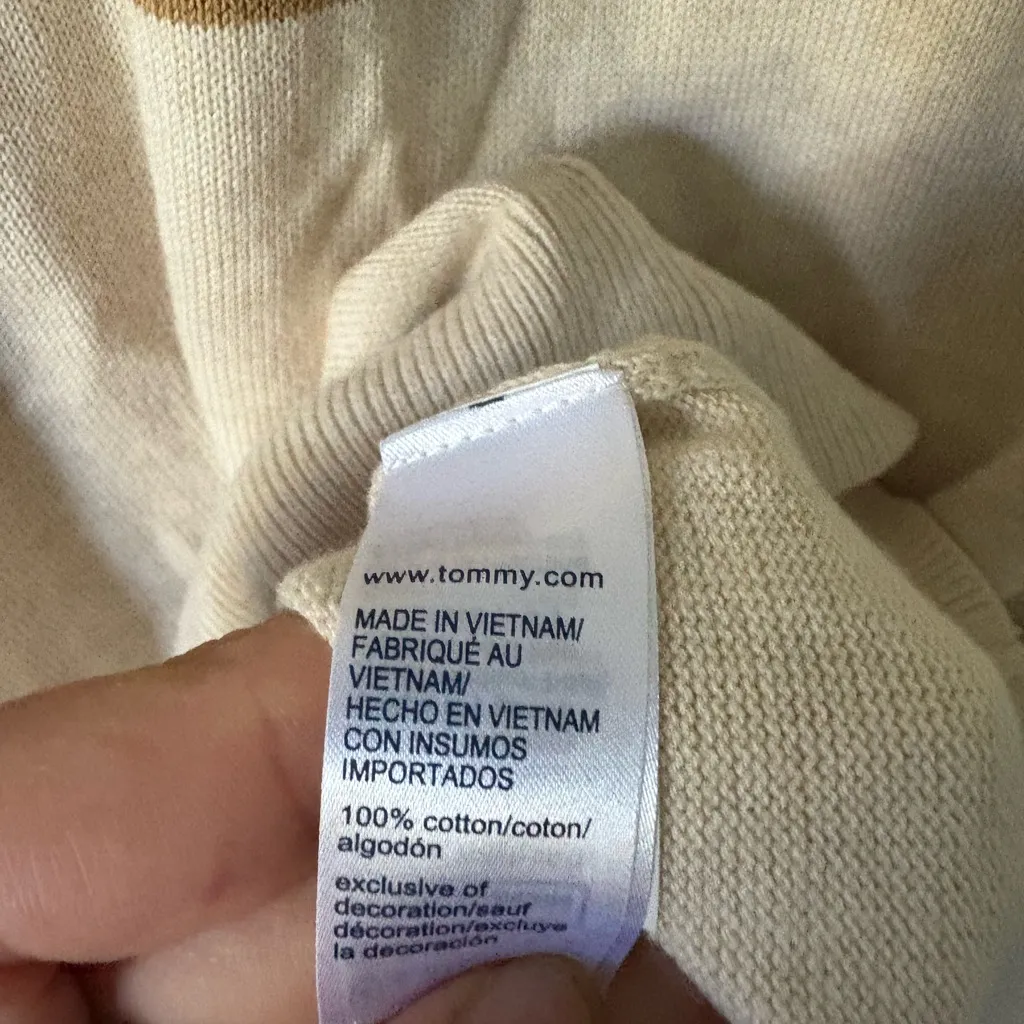 www.tommy.com
MADE IN VIETNAM/
FABRIQUÉ AU
VIETNAM/
HECHO EN VIETNAM
CON INSUMOS
IMPORTADOS
100% cotton/coton/
algodón
exclusive of
decoration/sauf
décoration/excluye
la decoración